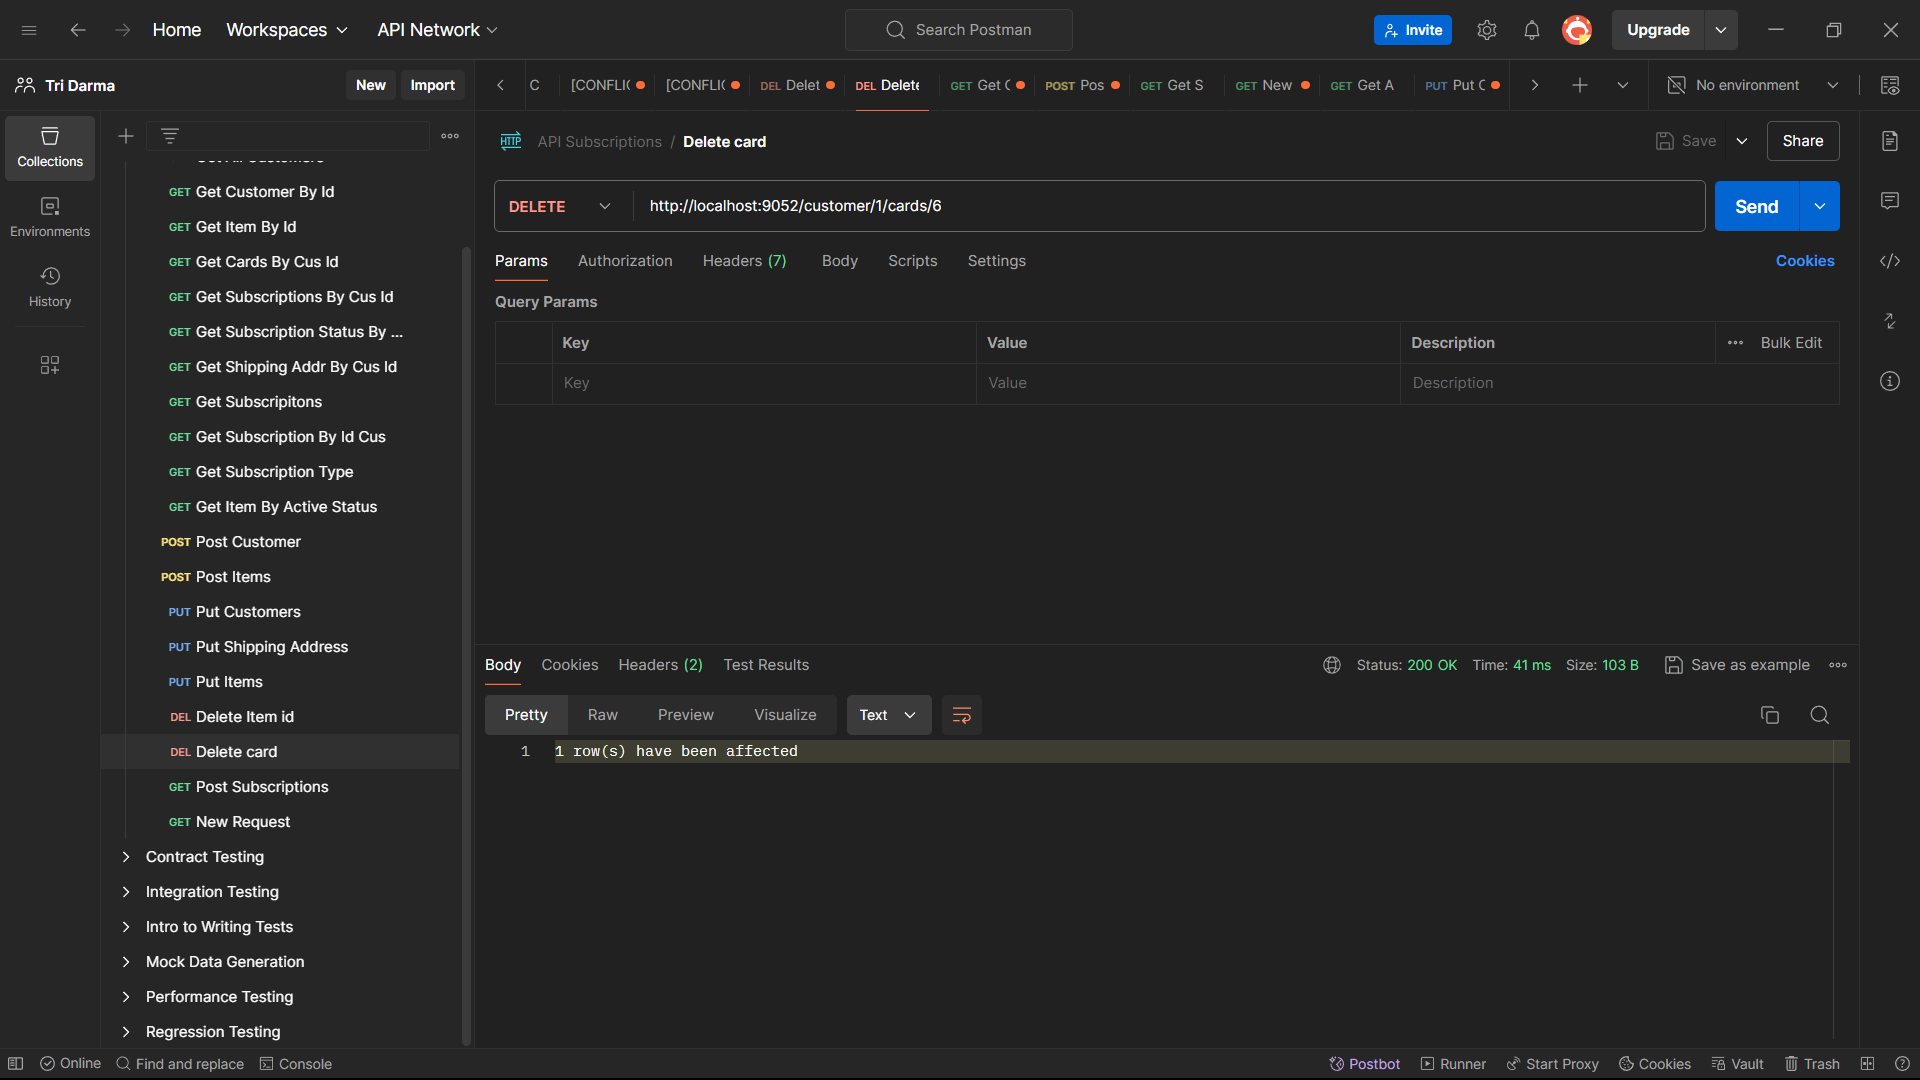 Home Workspaces API Network Search Postman Invite Upgrade
Tri Darma New Import C [CONFLIC [CONFLIC DEL Delet DEL Delete GET Get C POST Pos GET Get S GET New GET Get A PUT Put C No environment
Collections
Environments
History
GET Get Customer By Id
GET Get Item By Id
GET Get Cards By Cus Id
GET Get Subscriptions By Cus Id
GET Get Subscription Status By ...
GET Get Shipping Addr By Cus Id
GET Get Subscripitons
GET Get Subscription By Id Cus
GET Get Subscription Type
GET Get Item By Active Status
POST Post Customer
POST Post Items
PUT Put Customers
PUT Put Shipping Address
PUT Put Items
DEL Delete Item id
DEL Delete card
GET Post Subscriptions
GET New Request
Contract Testing
Integration Testing
Intro to Writing Tests
Mock Data Generation
Performance Testing
Regression Testing
HTTP API Subscriptions / Delete card Save Share
DELETE http://localhost:9052/customer/1/cards/6 Send
Params Authorization Headers (7) Body Scripts Settings Cookies
Query Params
Key Value Description Bulk Edit
Key Value Description
Body Cookies Headers (2) Test Results Status: 200 OK Time: 41 ms Size: 103 B Save as example
Pretty Raw Preview Visualize Text
1 1 row(s) have been affected
Online Find and replace Console Postbot Runner Start Proxy Cookies Vault Trash